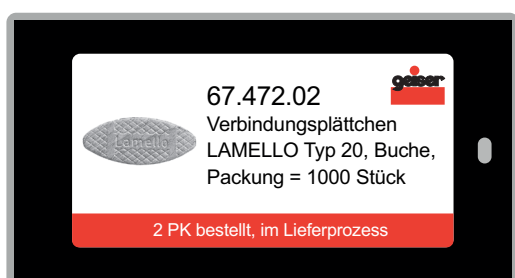 geiser
67.472.02
Verbindungsplättchen
LAMELLO Typ 20, Buche,
Packung = 1000 Stück
Lamello
2 PK bestellt, im Lieferprozess